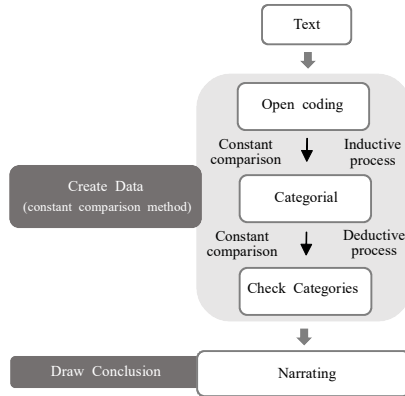 Text
Open coding
Constant
comparison
Inductive
process
Create Data
(constant comparison method)
Categorial
Constant
comparison
Deductive
process
Check Categories
Draw Conclusion
Narrating